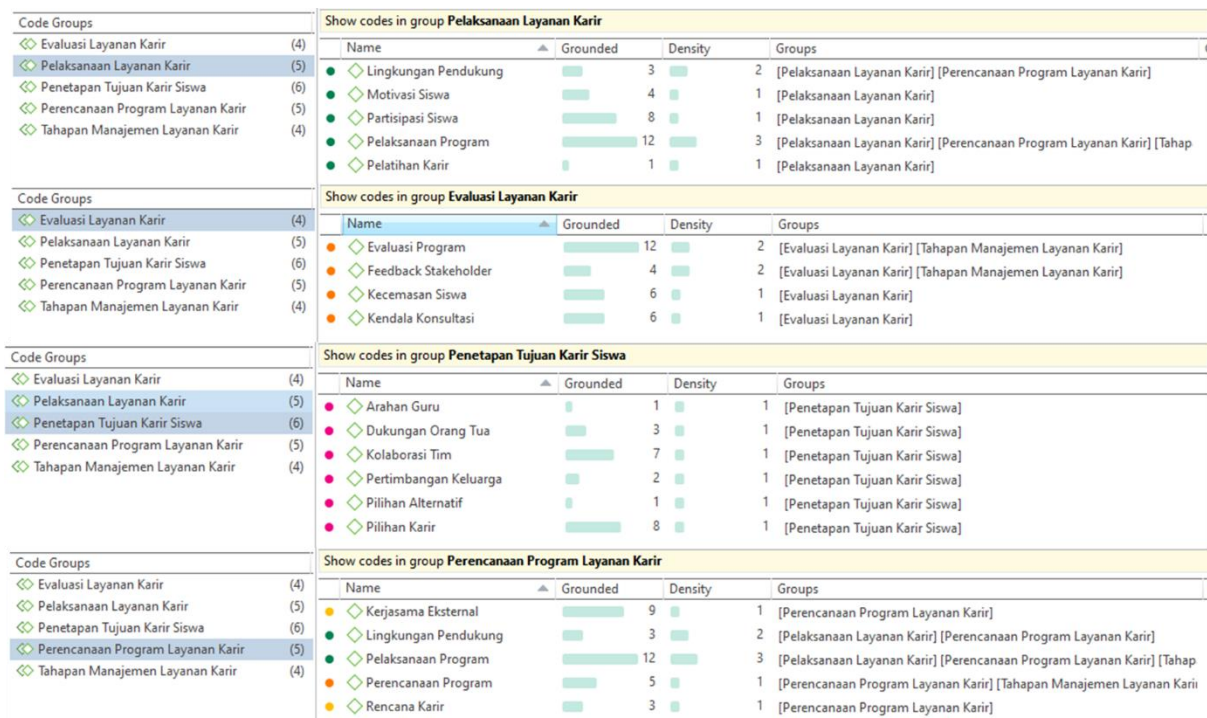 Code Groups
Evaluasi Layanan Karir (4)
Pelaksanaan Layanan Karir (5)
Penetapan Tujuan Karir Siswa (6)
Perencanaan Program Layanan Karir (5)
Tahapan Manajemen Layanan Karir (4)
Show codes in group Pelaksanaan Layanan Karir
Name Grounded Density Groups
Lingkungan Pendukung 3 2 [Pelaksanaan Layanan Karir] [Perencanaan Program Layanan Karir]
Motivasi Siswa 4 1 [Pelaksanaan Layanan Karir]
Partisipasi Siswa 8 1 [Pelaksanaan Layanan Karir]
Pelaksanaan Program 12 3 [Pelaksanaan Layanan Karir] [Perencanaan Program Layanan Karir] [Tahap
Pelatihan Karir 1 1 [Pelaksanaan Layanan Karir]
Code Groups
Evaluasi Layanan Karir (4)
Pelaksanaan Layanan Karir (5)
Penetapan Tujuan Karir Siswa (6)
Perencanaan Program Layanan Karir (5)
Tahapan Manajemen Layanan Karir (4)
Show codes in group Evaluasi Layanan Karir
Name Grounded Density Groups
Evaluasi Program 12 2 [Evaluasi Layanan Karir] [Tahapan Manajemen Layanan Karir]
Feedback Stakeholder 4 2 [Evaluasi Layanan Karir] [Tahapan Manajemen Layanan Karir]
Kecemasan Siswa 6 1 [Evaluasi Layanan Karir]
Kendala Konsultasi 6 1 [Evaluasi Layanan Karir]
Code Groups
Evaluasi Layanan Karir (4)
Pelaksanaan Layanan Karir (5)
Penetapan Tujuan Karir Siswa (6)
Perencanaan Program Layanan Karir (5)
Tahapan Manajemen Layanan Karir (4)
Show codes in group Penetapan Tujuan Karir Siswa
Name Grounded Density Groups
Arahan Guru 1 1 [Penetapan Tujuan Karir Siswa]
Dukungan Orang Tua 3 1 [Penetapan Tujuan Karir Siswa]
Kolaborasi Tim 7 1 [Penetapan Tujuan Karir Siswa]
Pertimbangan Keluarga 2 1 [Penetapan Tujuan Karir Siswa]
Pilihan Alternatif 1 1 [Penetapan Tujuan Karir Siswa]
Pilihan Karir 8 1 [Penetapan Tujuan Karir Siswa]
Code Groups
Evaluasi Layanan Karir (4)
Pelaksanaan Layanan Karir (5)
Penetapan Tujuan Karir Siswa (6)
Perencanaan Program Layanan Karir (5)
Tahapan Manajemen Layanan Karir (4)
Show codes in group Perencanaan Program Layanan Karir
Name Grounded Density Groups
Kerjasama Eksternal 9 1 [Perencanaan Program Layanan Karir]
Lingkungan Pendukung 3 2 [Pelaksanaan Layanan Karir] [Perencanaan Program Layanan Karir]
Pelaksanaan Program 12 3 [Pelaksanaan Layanan Karir] [Perencanaan Program Layanan Karir] [Tahap
Perencanaan Program 5 1 [Perencanaan Program Layanan Karir] [Tahapan Manajemen Layanan Karir
Rencana Karir 3 1 [Perencanaan Program Layanan Karir]